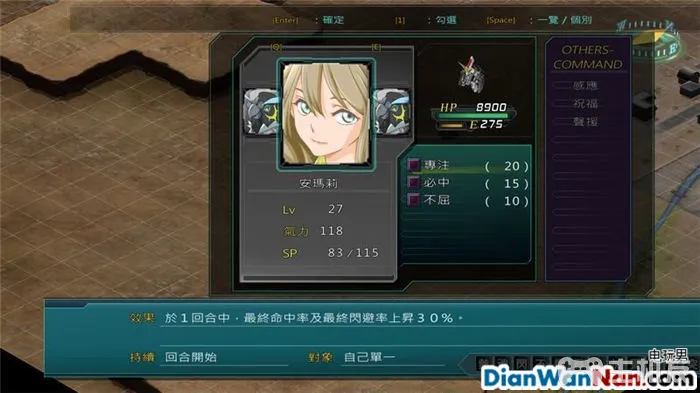 [Enter] ：確定 [1] ：勾選 [Space] ：一覽／個別
[Q] [E]
安瑪莉
Lv 27
氣力 118
SP 83／115
HP 8900
E 275
專注 ( 20)
必中 ( 15)
不屈 ( 10)
OTHERS-
COMMAND
感應
祝福
聲援
效果 於１回合中，最終命中率及最終閃避率上昇３０％。
持續 回合開始 對象 自己單一
电玩男
DianWanNan.com